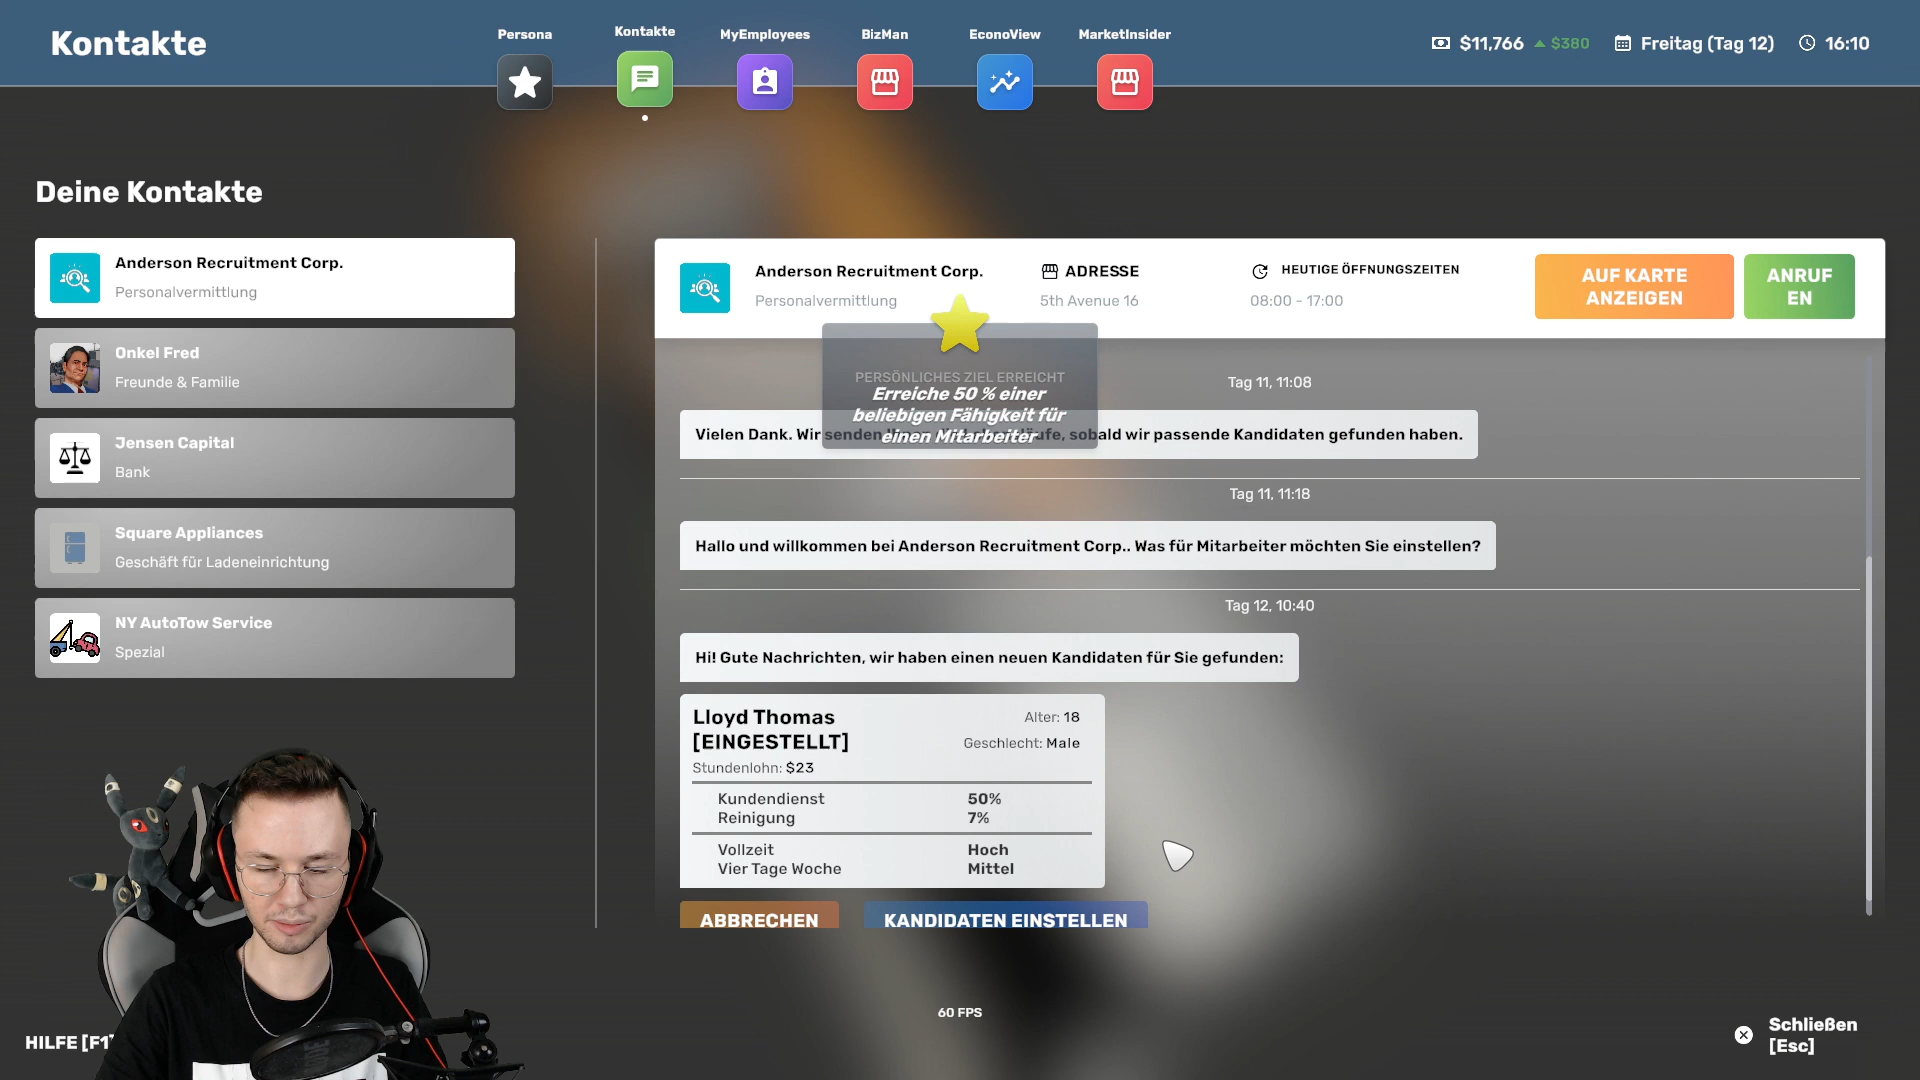 Kontakte
Persona
Kontakte
MyEmployees
BizMan
EconoView
MarketInsider
$11,766 $380 Freitag (Tag 12) 16:10
Deine Kontakte
Anderson Recruitment Corp.
Personalvermittlung
Onkel Fred
Freunde & Familie
Jensen Capital
Bank
Square Appliances
Geschäft für Ladeneinrichtung
NY AutoTow Service
Spezial
Anderson Recruitment Corp.
Personalvermittlung
ADRESSE
5th Avenue 16
HEUTIGE ÖFFNUNGSZEITEN
08:00 - 17:00
AUF KARTE
ANZEIGEN
ANRUF
EN
PERSÖNLICHES ZIEL ERREICHT
Erreiche 50 % einer
beliebigen Fähigkeit für
einen Mitarbeiter
Tag 11, 11:08
Vielen Dank. Wir senden sobald wir passende Kandidaten gefunden haben.
Tag 11, 11:18
Hallo und willkommen bei Anderson Recruitment Corp.. Was für Mitarbeiter möchten Sie einstellen?
Tag 12, 10:40
Hi! Gute Nachrichten, wir haben einen neuen Kandidaten für Sie gefunden:
Lloyd Thomas
[EINGESTELLT]
Alter: 18
Geschlecht: Male
Stundenlohn: $23
Kundendienst 50%
Reinigung 7%
Vollzeit Hoch
Vier Tage Woche Mittel
ABBRECHEN
KANDIDATEN EINSTELLEN
60 FPS
HILFE [F1
Schließen
[Esc]